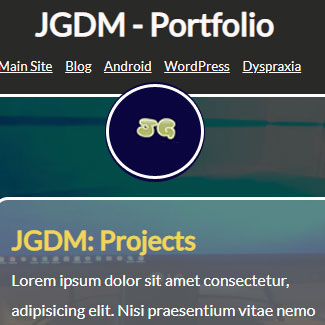 JGDM - Portfolio
Main Site Blog Android WordPress Dyspraxia
JG
JGDM: Projects
Lorem ipsum dolor sit amet consectetur,
adipisicing elit. Nisi praesentium vitae nemo